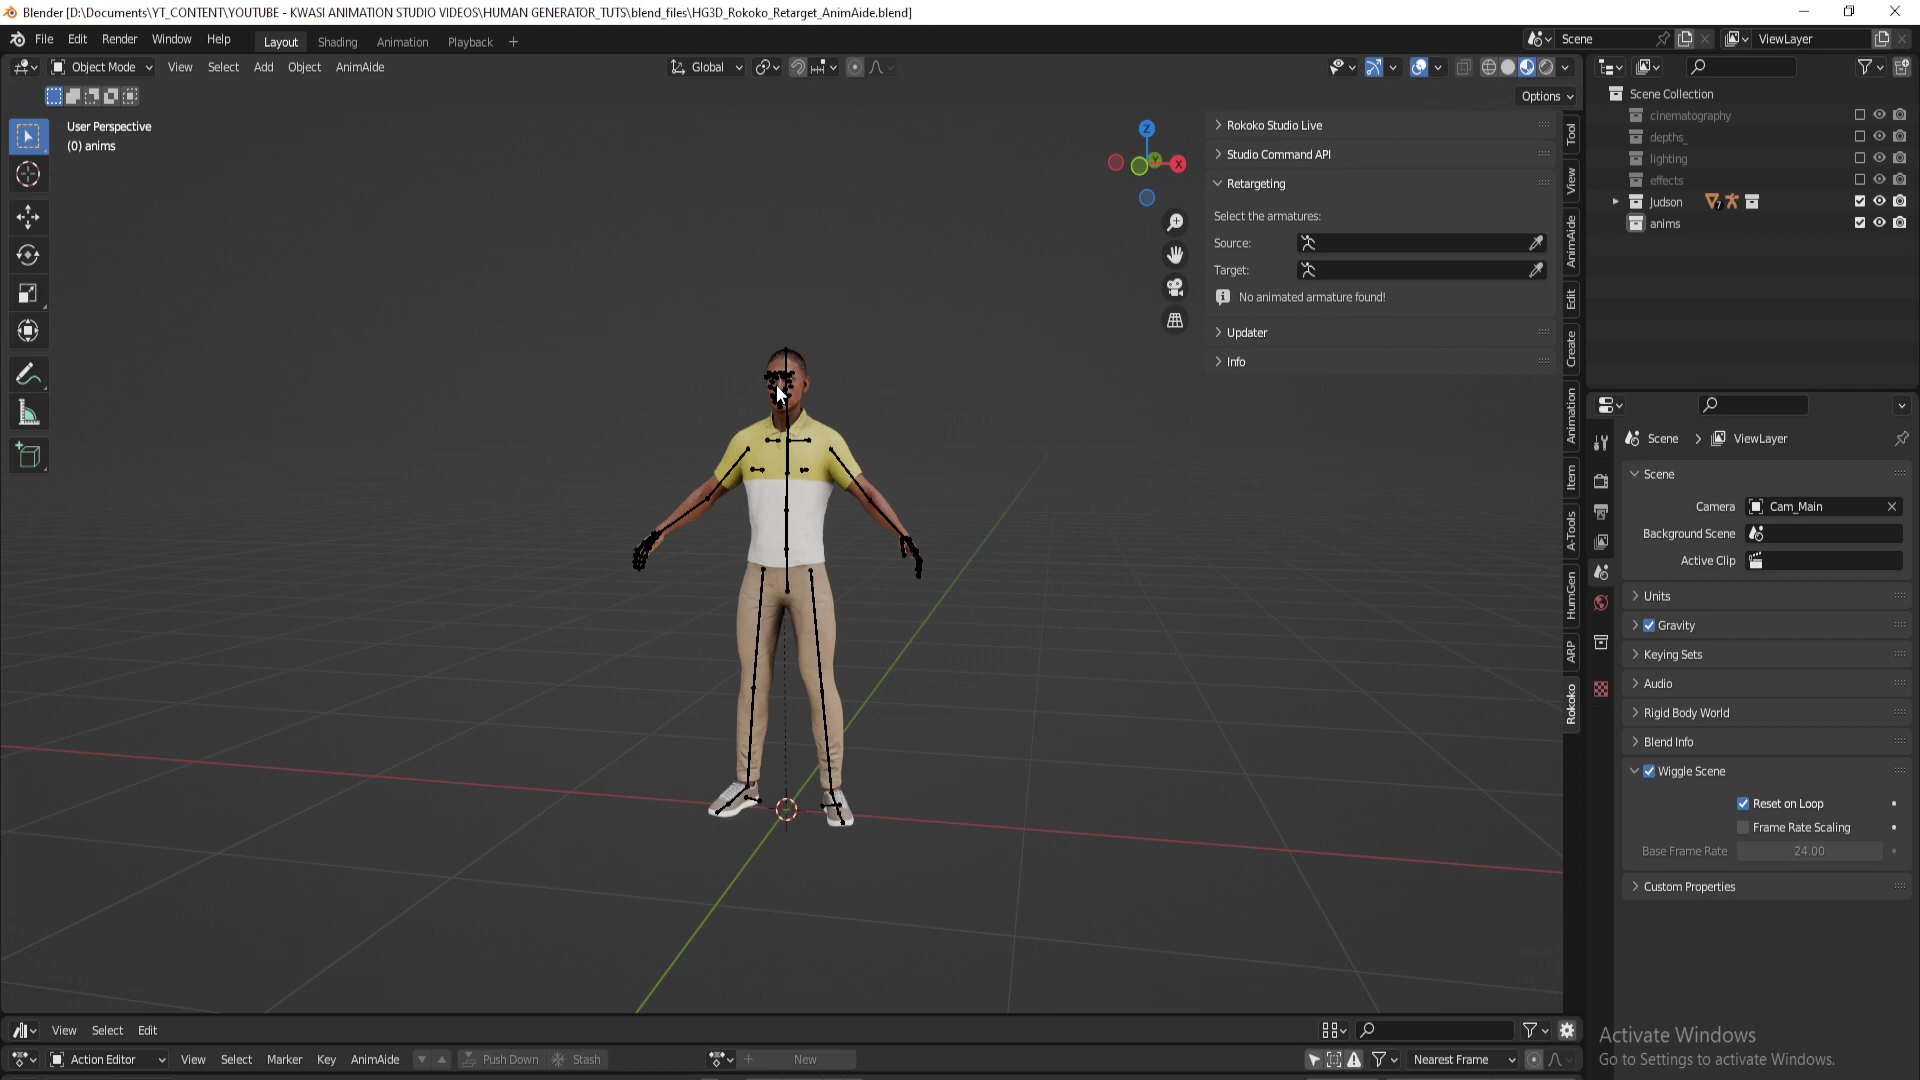 Blender [D:\Documents\YT_CONTENT\YOUTUBE - KWASI ANIMATION STUDIO VIDEOS\HUMAN GENERATOR_TUTS\blend_files\HG3D_Rokoko_Retarget_AnimAide.blend]
File Edit Render Window Help Layout Shading Animation Playback + Scene ViewLayer
Object Mode View Select Add Object AnimAide Global
Options
User Perspective
(0) anims
Z
Y
X
Rokoko Studio Live
Studio Command API
Retargeting
Select the armatures:
Source:
Target:
No animated armature found!
Updater
Info
Tool
View
AnimAide
Edit
Create
Animation
Item
A-Tools
HumGen
ARP
Rokoko
Scene Collection
cinematography
depths_
lighting
effects
Judson 7
anims
Scene > ViewLayer
Scene
Camera Cam_Main
Background Scene
Active Clip
Units
Gravity
Keying Sets
Audio
Rigid Body World
Blend Info
Wiggle Scene
Reset on Loop
Frame Rate Scaling
Base Frame Rate 24.00
Custom Properties
View Select Edit
Action Editor View Select Marker Key AnimAide Push Down Stash New Nearest Frame
Activate Windows
Go to Settings to activate Windows.